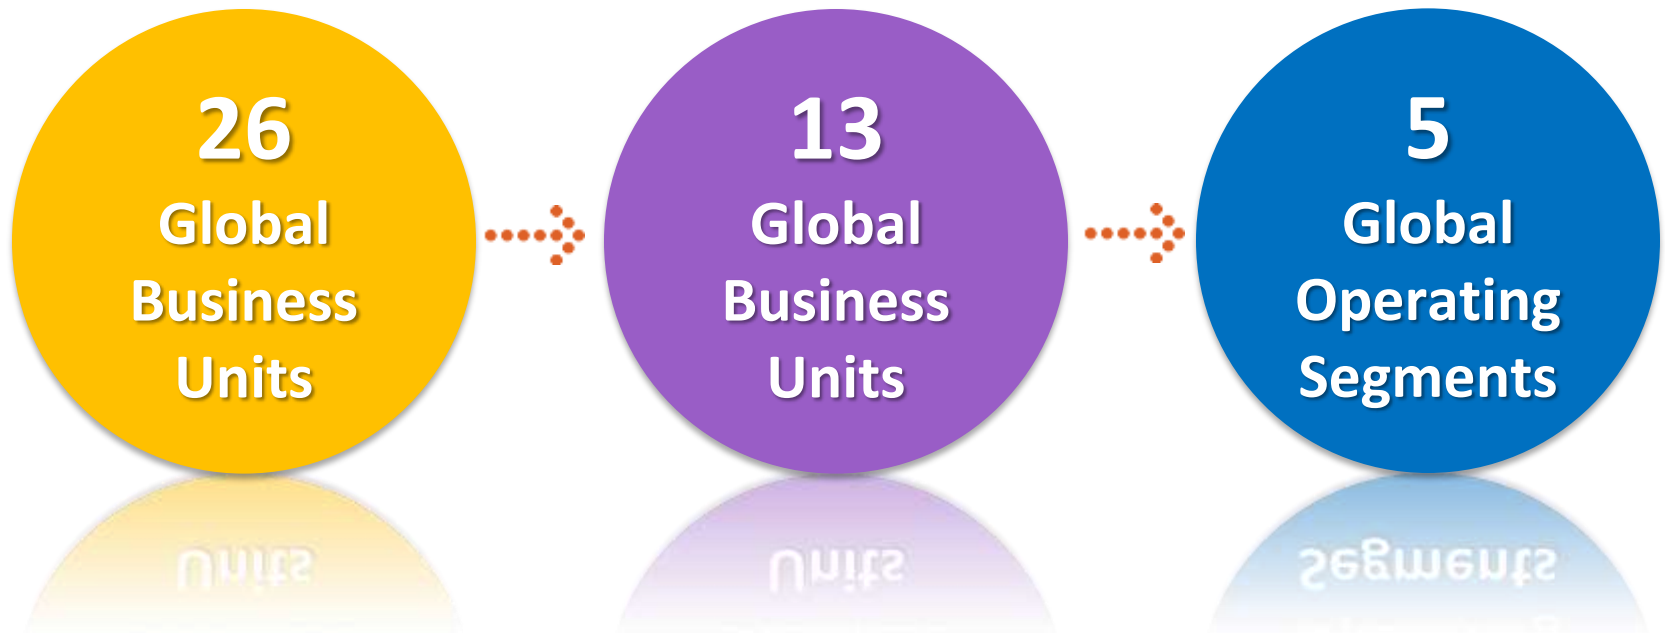 26
Global
Business
Units
13
Global
Business
Units
5
Global
Operating
Segments